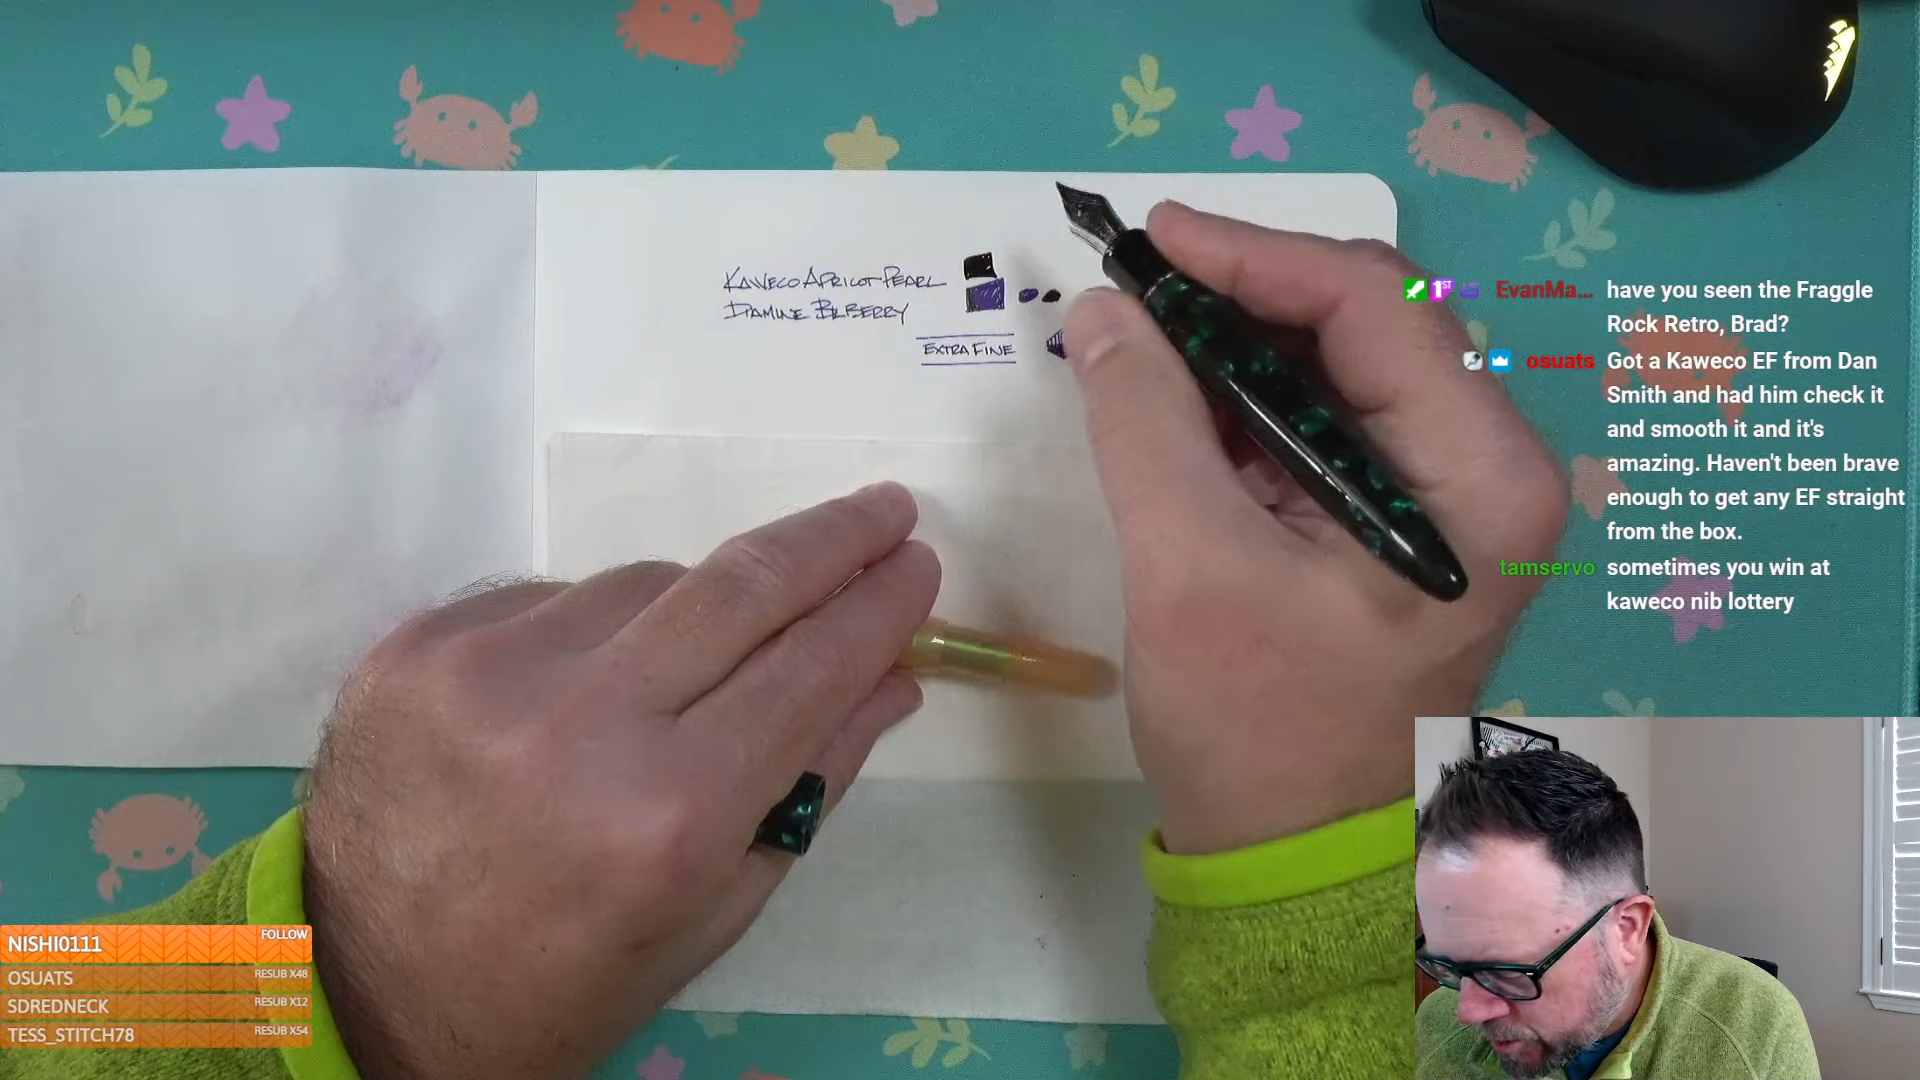 KAWECO APRICOT PEARL
DIAMINE BILBERRY
EXTRA FINE
EvanMa... have you seen the Fraggle
Rock Retro, Brad?
osuats Got a Kaweco EF from Dan
Smith and had him check it
and smooth it and it's
amazing. Haven't been brave
enough to get any EF straight
from the box.
tamservo sometimes you win at
kaweco nib lottery
NISHI0111 FOLLOW
OSUATS RESUB X48
SDREDNECK RESUB X12
TESS_STITCH78 RESUB X54